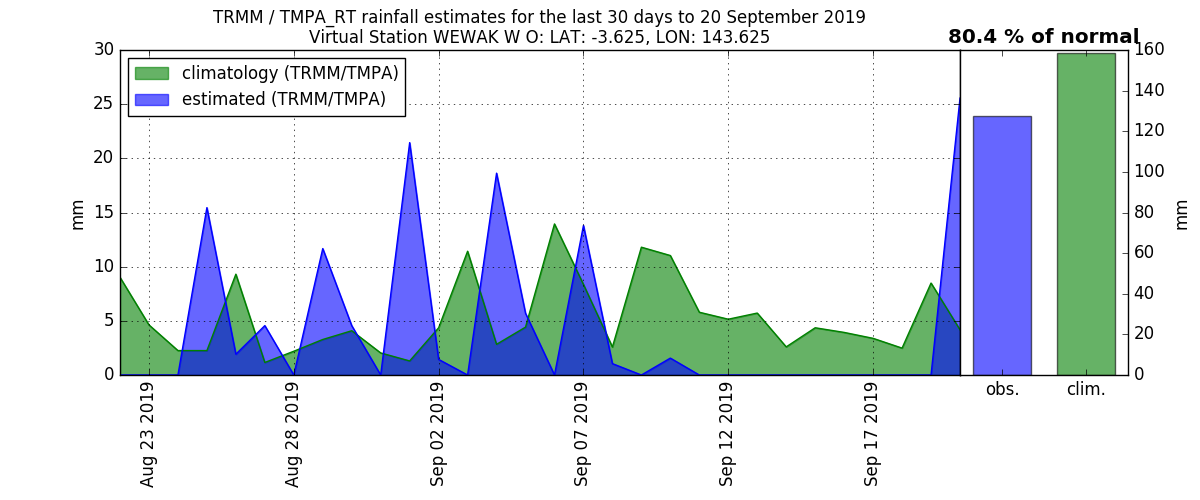 TRMM / TMPA_RT rainfall estimates for the last 30 days to 20 September 2019
Virtual Station WEWAK W O: LAT: -3.625, LON: 143.625
80.4 % of normal
climatology (TRMM/TMPA)
estimated (TRMM/TMPA)
mm
30
25
20
15
10
5
0
Aug 23 2019
Aug 28 2019
Sep 02 2019
Sep 07 2019
Sep 12 2019
Sep 17 2019
obs.
clim.
160
140
120
100
80
60
40
20
0
mm